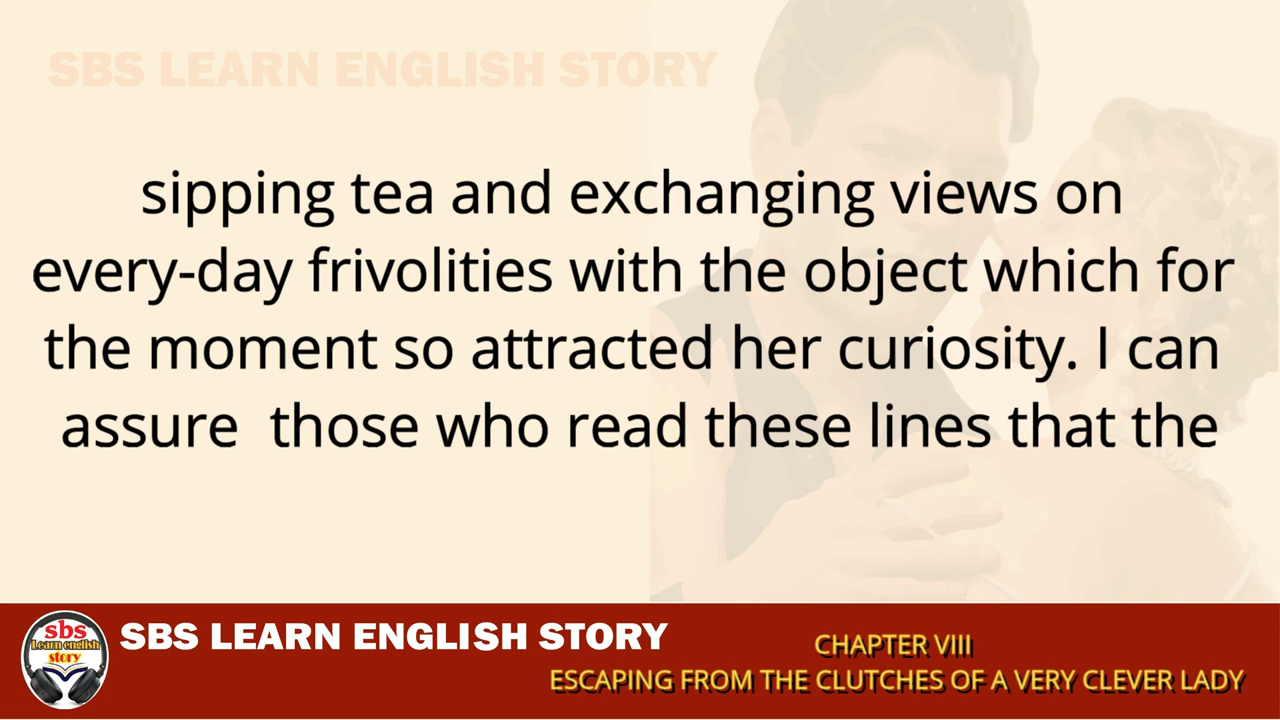 SBS LEARN ENGLISH STORY
sipping tea and exchanging views on
every-day frivolities with the object which for
the moment so attracted her curiosity. I can
assure  those who read these lines that the
sbs
Learn english
story
SBS LEARN ENGLISH STORY
CHAPTER VIII
ESCAPING FROM THE CLUTCHES OF A VERY CLEVER LADY